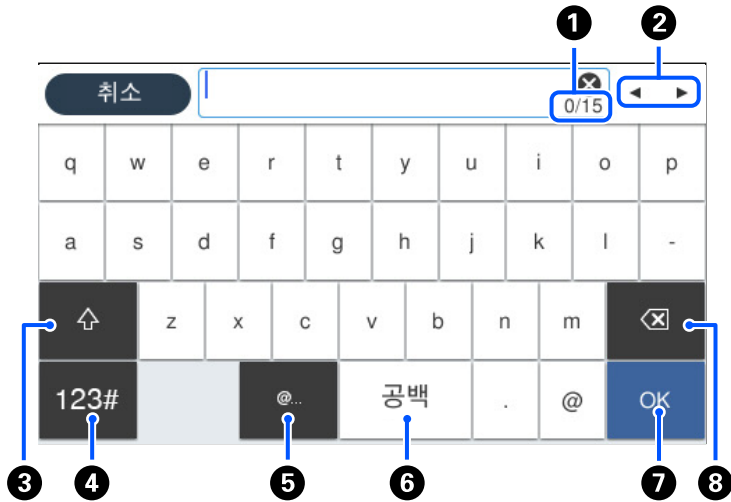 1 2
취소 0/15
q w e r t y u i o p
a s d f g h j k l -
z x c v b n m
123# @... 공백 . @ OK
3 4 5 6 7 8